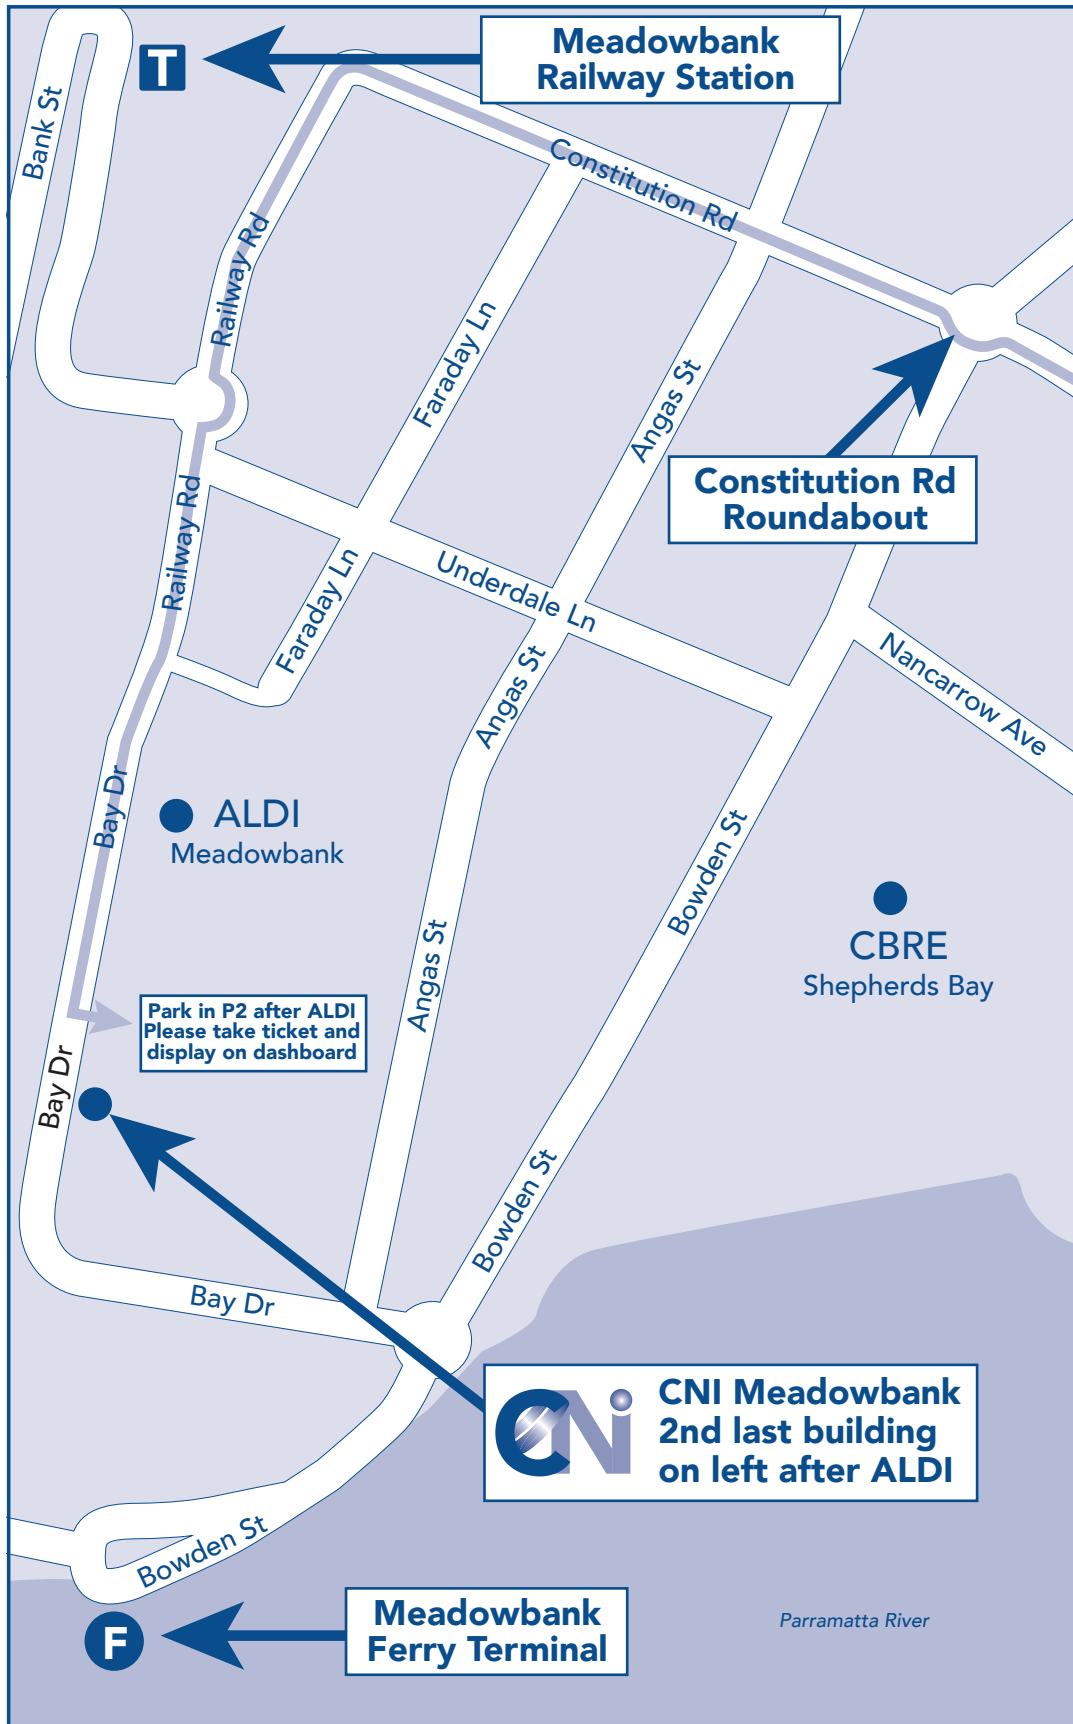 Meadowbank
Railway Station
T
Bank St
Constitution Rd
Railway Rd
Faraday Ln
Angas St
Constitution Rd
Roundabout
Railway Rd
Underdale Ln
Faraday Ln
Nancarrow Ave
Angas St
Bay Dr
ALDI
Meadowbank
Bowden St
CBRE
Shepherds Bay
Angas St
Park in P2 after ALDI
Please take ticket and
display on dashboard
Bay Dr
Bowden St
Bay Dr
CNi
CNI Meadowbank
2nd last building
on left after ALDI
Bowden St
F
Meadowbank
Ferry Terminal
Parramatta River